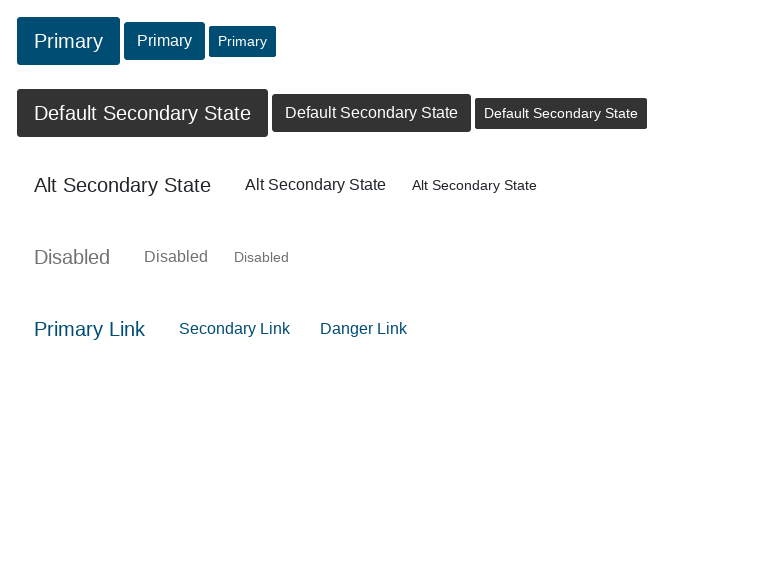 Primary Primary Primary
Default Secondary State Default Secondary State Default Secondary State
Alt Secondary State Alt Secondary State Alt Secondary State
Disabled Disabled Disabled
Primary Link Secondary Link Danger Link